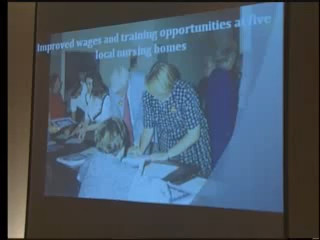 Improved wages and training opportunities at five
local nursing homes